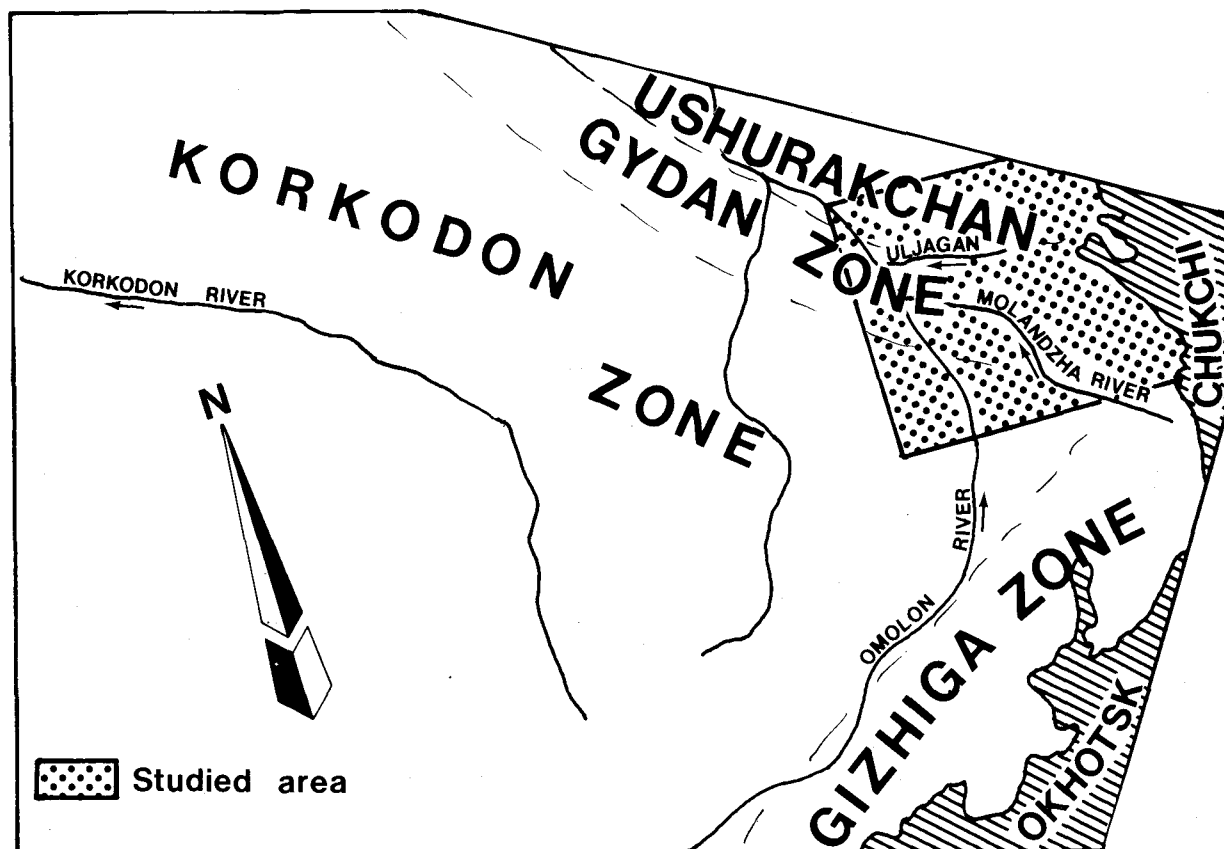 USHURAKCHAN
GYDAN
ZONE
KORKODON
ZONE
KORKODON RIVER
ULJAGAN
MOLANDZHA RIVER
CHUKCHI
N
OMOLON RIVER
GIZHIGA ZONE
OKHOTSK
Studied area